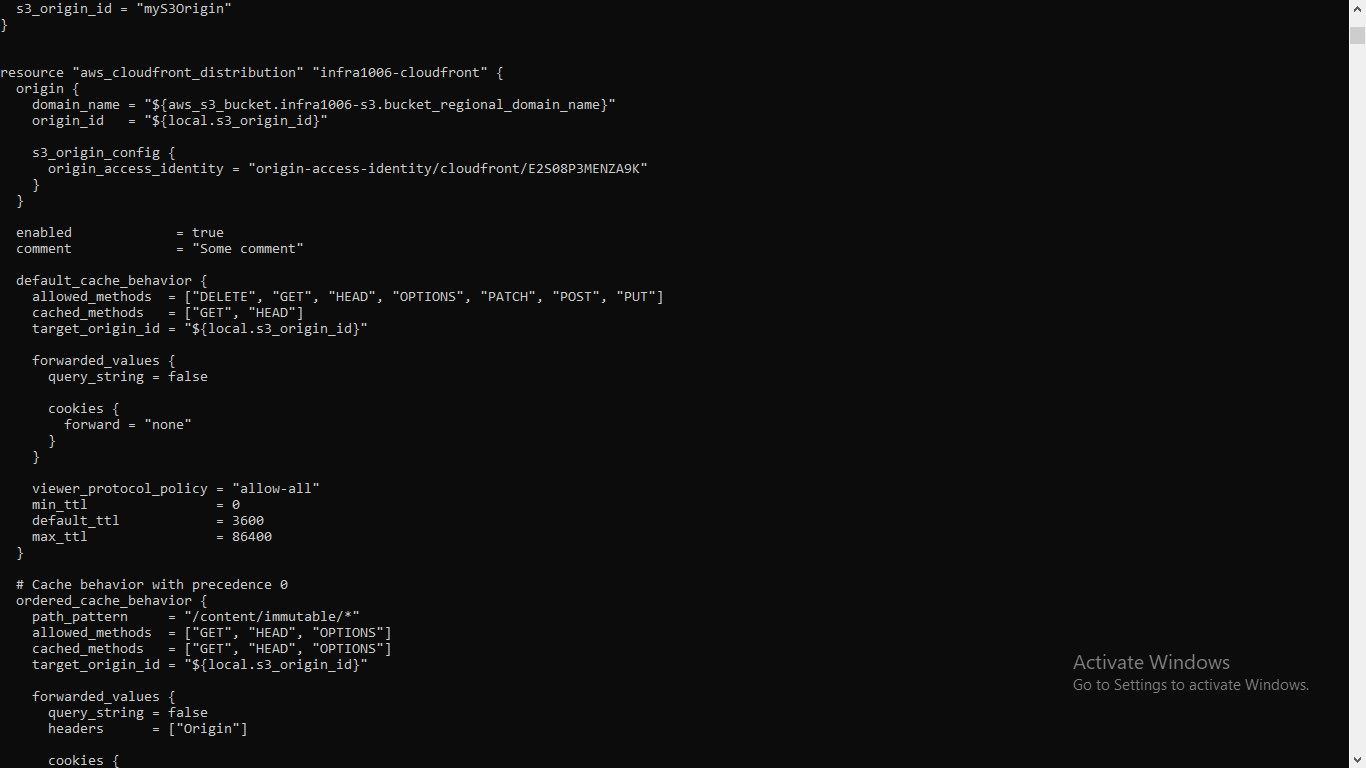 s3_origin_id = "myS3Origin"
}
resource "aws_cloudfront_distribution" "infra1006-cloudfront" {
  origin {
    domain_name = "${aws_s3_bucket.infra1006-s3.bucket_regional_domain_name}"
    origin_id   = "${local.s3_origin_id}"
    s3_origin_config {
      origin_access_identity = "origin-access-identity/cloudfront/E2S08P3MENZA9K"
    }
  }
  enabled             = true
  comment             = "Some comment"
  default_cache_behavior {
    allowed_methods  = ["DELETE", "GET", "HEAD", "OPTIONS", "PATCH", "POST", "PUT"]
    cached_methods   = ["GET", "HEAD"]
    target_origin_id = "${local.s3_origin_id}"
    forwarded_values {
      query_string = false
      cookies {
        forward = "none"
      }
    }
    viewer_protocol_policy = "allow-all"
    min_ttl                = 0
    default_ttl            = 3600
    max_ttl                = 86400
  }
  # Cache behavior with precedence 0
  ordered_cache_behavior {
    path_pattern     = "/content/immutable/*"
    allowed_methods  = ["GET", "HEAD", "OPTIONS"]
    cached_methods   = ["GET", "HEAD", "OPTIONS"]
    target_origin_id = "${local.s3_origin_id}"
    forwarded_values {
      query_string = false
      headers      = ["Origin"]
      cookies {
Activate Windows
Go to Settings to activate Windows.